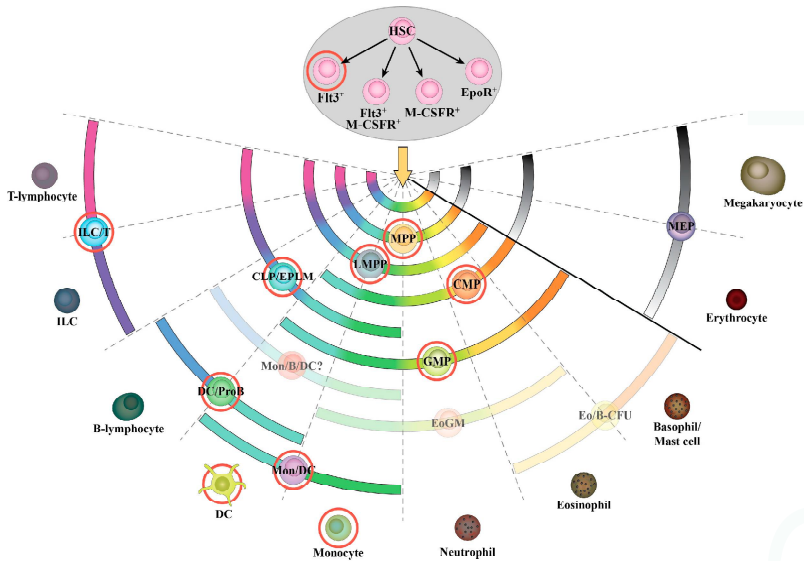 HSC
Flt3⁺
Flt3⁺
M-CSFR⁺
M-CSFR⁺
EpoR⁺
T-lymphocyte
Megakaryocyte
ILC/T
MPP
MEP
LMPP
CLP/EPLM
CMP
ILC
Erythrocyte
Mon/B/DC?
GMP
DC/ProB
B-lymphocyte
EoGM
Eo/B-CFU
Basophil/
Mast cell
Mon/DC
DC
Eosinophil
Monocyte
Neutrophil